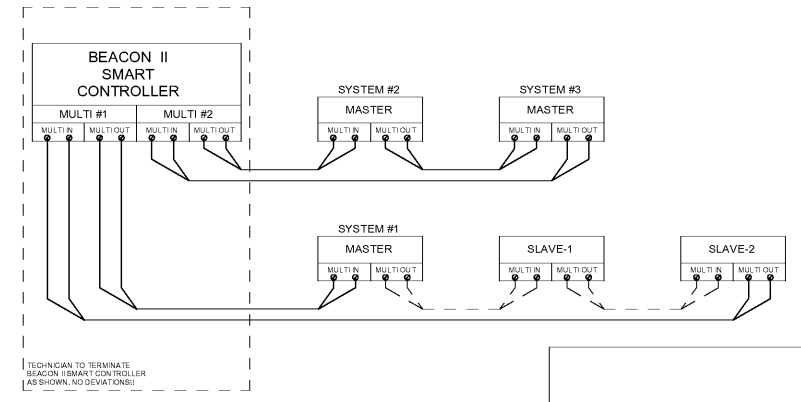 BEACON II
SMART
CONTROLLER
MULTI #1 MULTI #2
MULTI IN MULTI OUT MULTI IN MULTI OUT
SYSTEM #2
MASTER
MULTI IN MULTI OUT
SYSTEM #3
MASTER
MULTI IN MULTI OUT
SYSTEM #1
MASTER
MULTI IN MULTI OUT
SLAVE-1
MULTI IN MULTI OUT
SLAVE-2
MULTI IN MULTI OUT
TECHNICIAN TO TERMINATE
BEACON II SMART CONTROLLER
AS SHOWN. NO DEVIATIONS!!